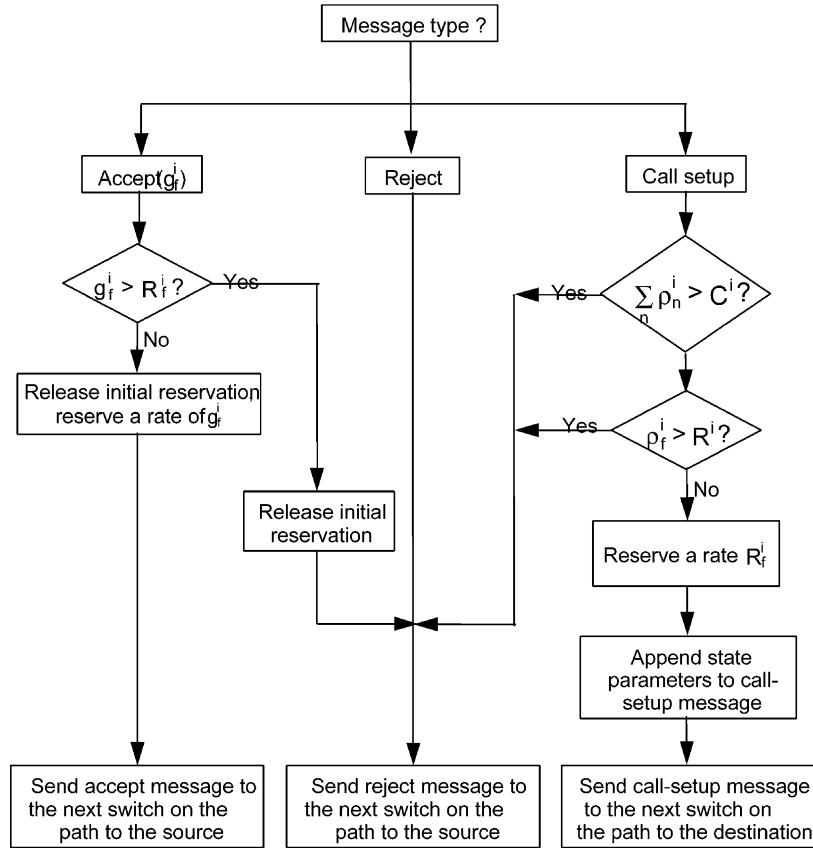 Message type ?
Accept(g_f^i)
Reject
Call setup
g_f^i > R_f^i ?
Yes
Yes
∑_n ρ_n^i > C^i ?
No
Release initial reservation,
reserve a rate of g_f^i
Yes
ρ_f^i > R^i ?
No
Release initial
reservation
Reserve a rate R_f^i
Append state
parameters to call-
setup message
Send accept message to
the next switch on the
path to the source
Send reject message to
the next switch on the
path to the source
Send call-setup message
to the next switch on
the path to the destination